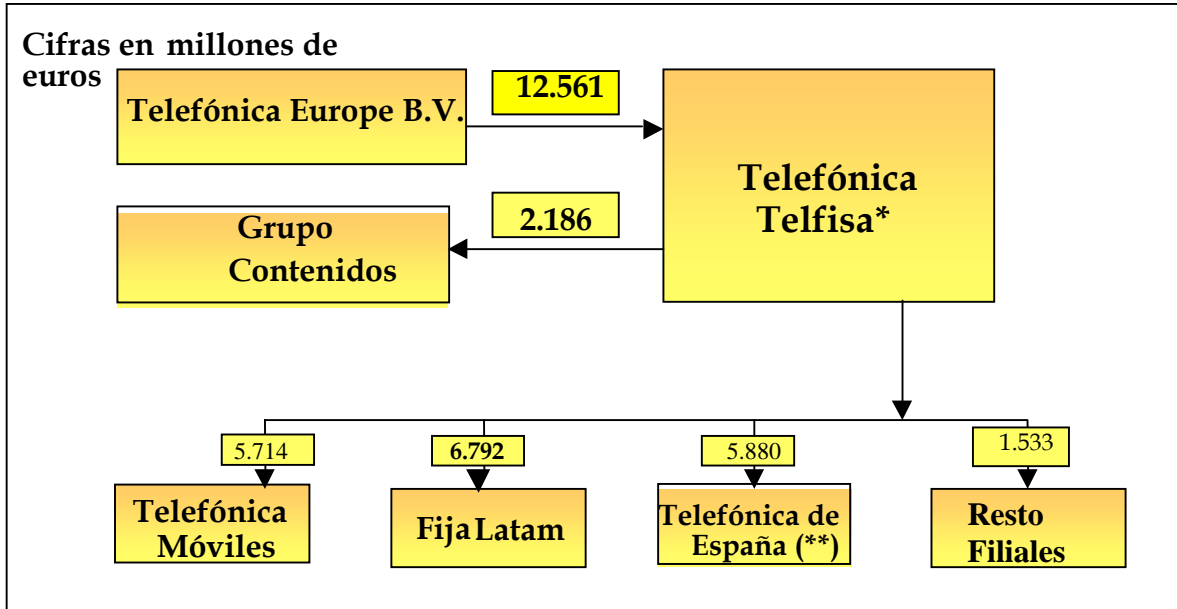 Cifras en millones de
euros
Telefónica Europe B.V.
12.561
Telefónica
Telfisa*
Grupo
Contenidos
2.186
5.714
6.792
5.880
1.533
Telefónica
Móviles
Fija Latam
Telefónica de
España (**)
Resto
Filiales